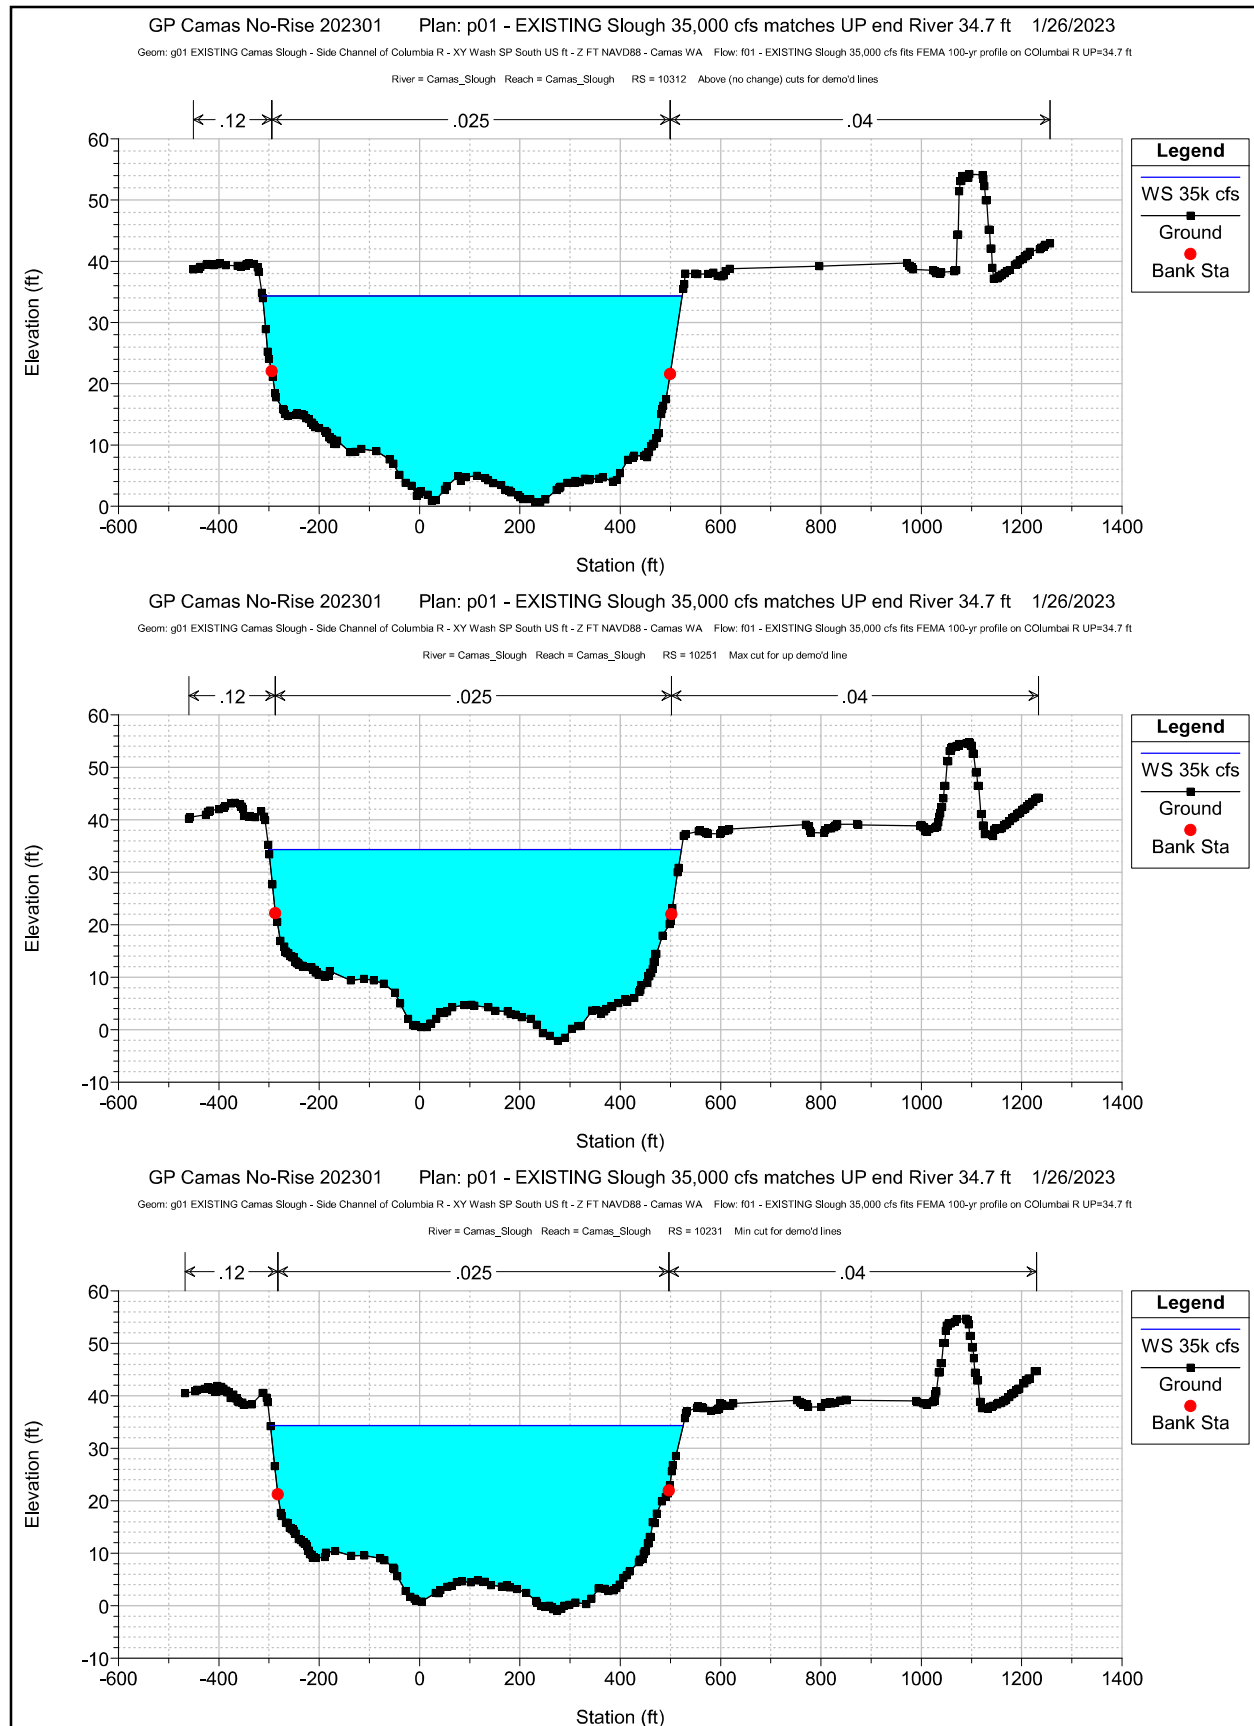 GP Camas No-Rise 202301 Plan: p01 - EXISTING Slough 35,000 cfs matches UP end River 34.7 ft 1/26/2023
Geom: g01 EXISTING Camas Slough - Side Channel of Columbia R - XY Wash SP South US ft - Z FT NAVD88 - Camas WA Flow: f01 - EXISTING Slough 35,000 cfs fits FEMA 100-yr profile on COlumbai R UP=34.7 ft
River = Camas_Slough Reach = Camas_Slough RS = 10312 Above (no change) cuts for demo'd lines
.12 .025 .04
60
50
40
30
20
10
0
Elevation (ft)
-600 -400 -200 0 200 400 600 800 1000 1200 1400
Station (ft)
Legend
WS 35k cfs
Ground
Bank Sta
GP Camas No-Rise 202301 Plan: p01 - EXISTING Slough 35,000 cfs matches UP end River 34.7 ft 1/26/2023
Geom: g01 EXISTING Camas Slough - Side Channel of Columbia R - XY Wash SP South US ft - Z FT NAVD88 - Camas WA Flow: f01 - EXISTING Slough 35,000 cfs fits FEMA 100-yr profile on COlumbai R UP=34.7 ft
River = Camas_Slough Reach = Camas_Slough RS = 10251 Max cut for up demo'd line
.12 .025 .04
60
50
40
30
20
10
0
-10
Elevation (ft)
-600 -400 -200 0 200 400 600 800 1000 1200 1400
Station (ft)
Legend
WS 35k cfs
Ground
Bank Sta
GP Camas No-Rise 202301 Plan: p01 - EXISTING Slough 35,000 cfs matches UP end River 34.7 ft 1/26/2023
Geom: g01 EXISTING Camas Slough - Side Channel of Columbia R - XY Wash SP South US ft - Z FT NAVD88 - Camas WA Flow: f01 - EXISTING Slough 35,000 cfs fits FEMA 100-yr profile on COlumbai R UP=34.7 ft
River = Camas_Slough Reach = Camas_Slough RS = 10231 Min cut for demo'd lines
.12 .025 .04
60
50
40
30
20
10
0
-10
Elevation (ft)
-600 -400 -200 0 200 400 600 800 1000 1200 1400
Station (ft)
Legend
WS 35k cfs
Ground
Bank Sta